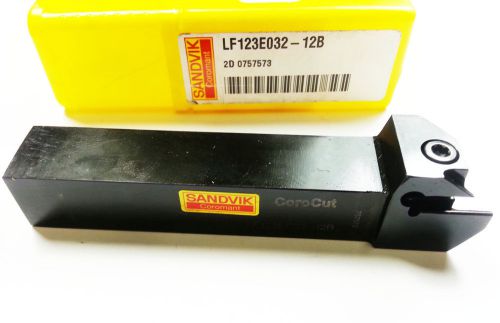 SANDVIK
Coromant
LF123E032-12B
2D 0757573
SANDVIK
Coromant
CoroCut